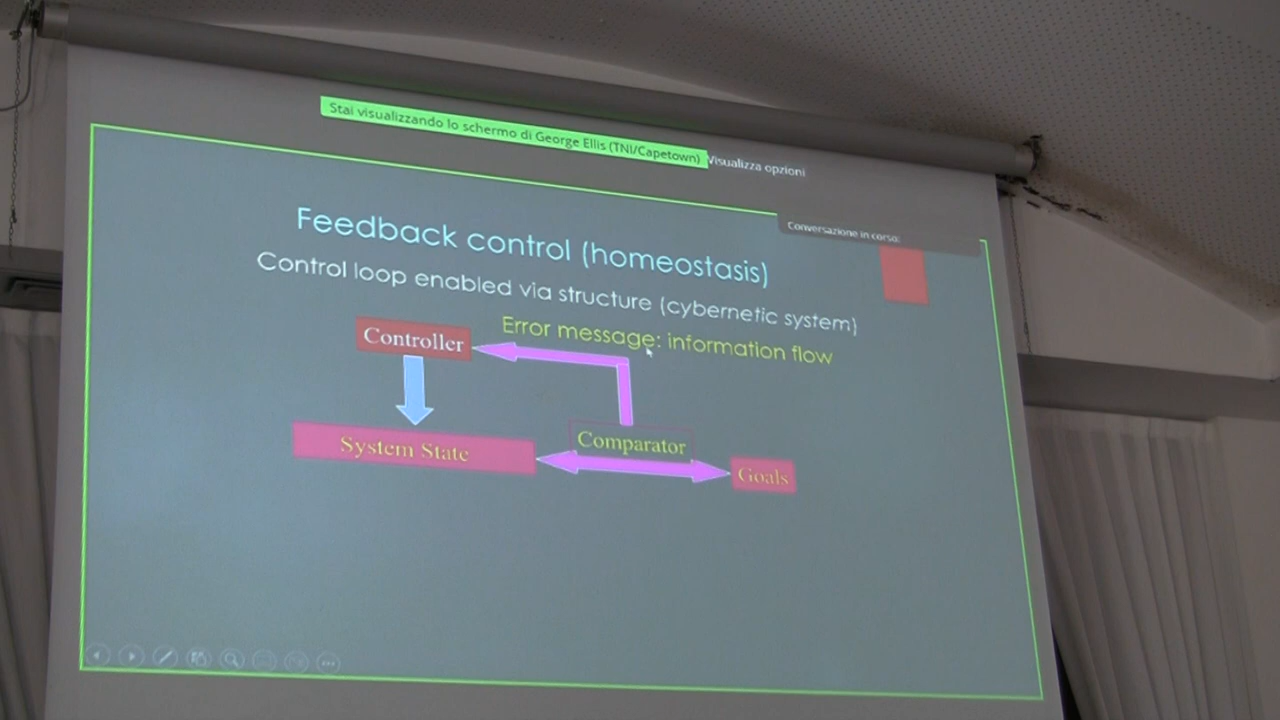 Stai visualizzando lo schermo di George Ellis (TNI/Capetown)
Visualizza opzioni
Conversazione in corso:
Feedback control (homeostasis)
Control loop enabled via structure (cybernetic system)
Error message: information flow
Controller
Comparator
System State
Goals